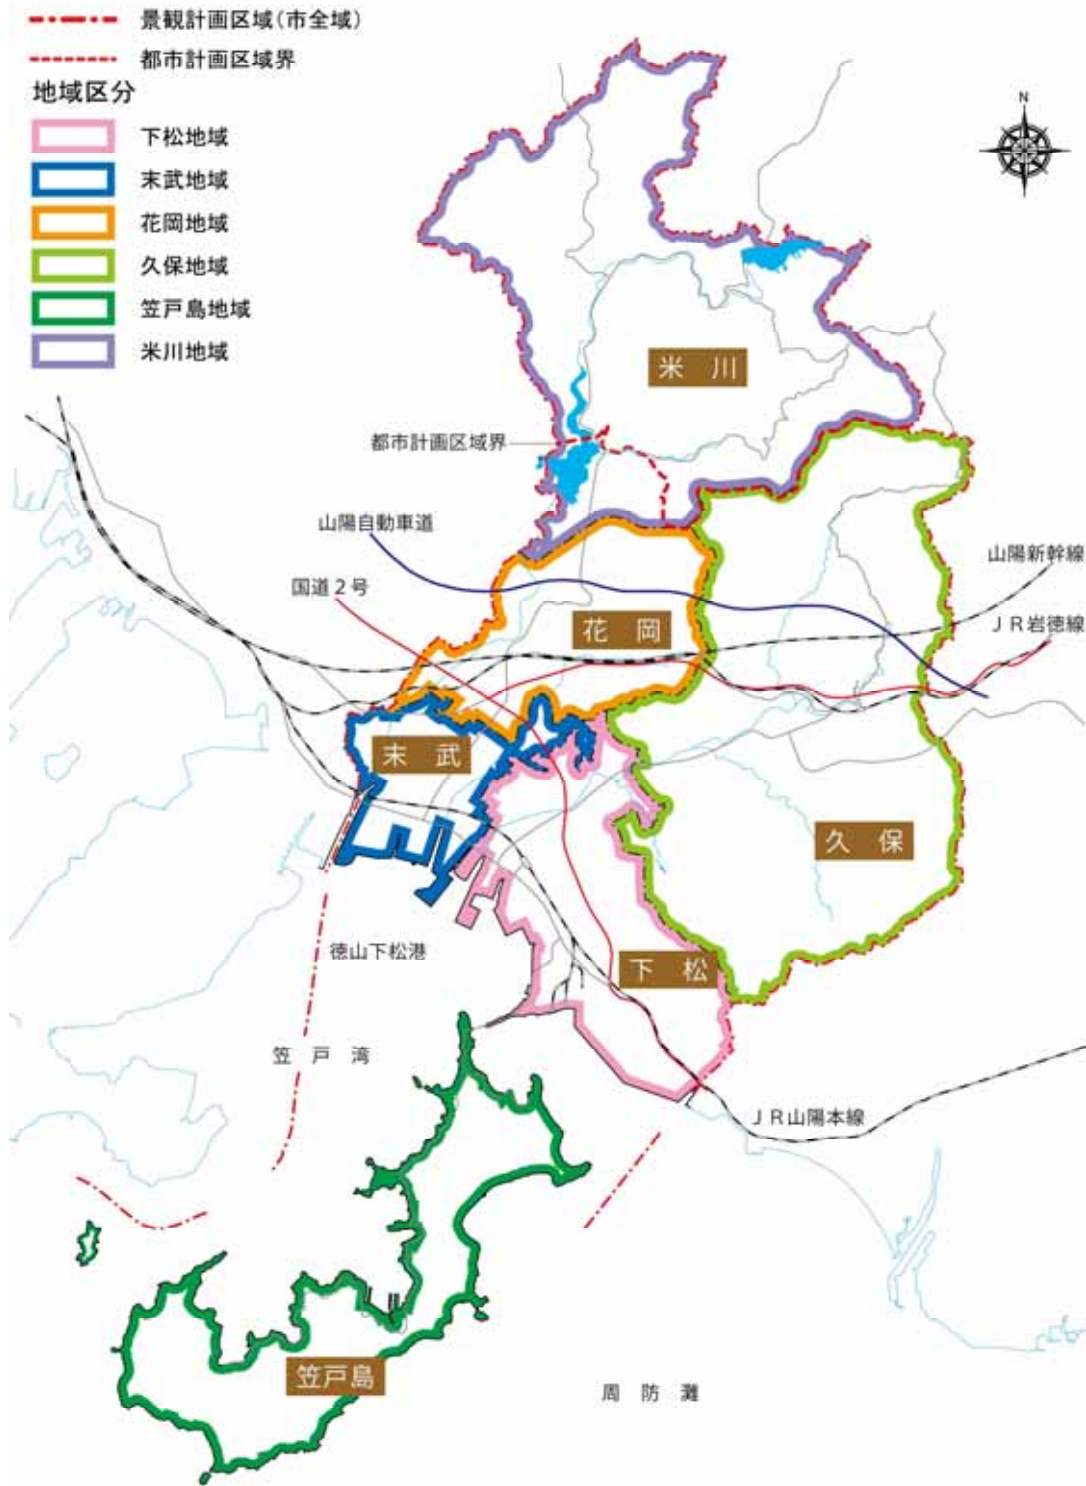 景観計画区域(市全域)
都市計画区域界
地域区分
下松地域
末武地域
花岡地域
久保地域
笠戸島地域
米川地域
N
米川
都市計画区域界
山陽自動車道
国道2号
山陽新幹線
JR岩徳線
花岡
末武
久保
徳山下松港
下松
笠戸湾
JR山陽本線
笠戸島
周防灘